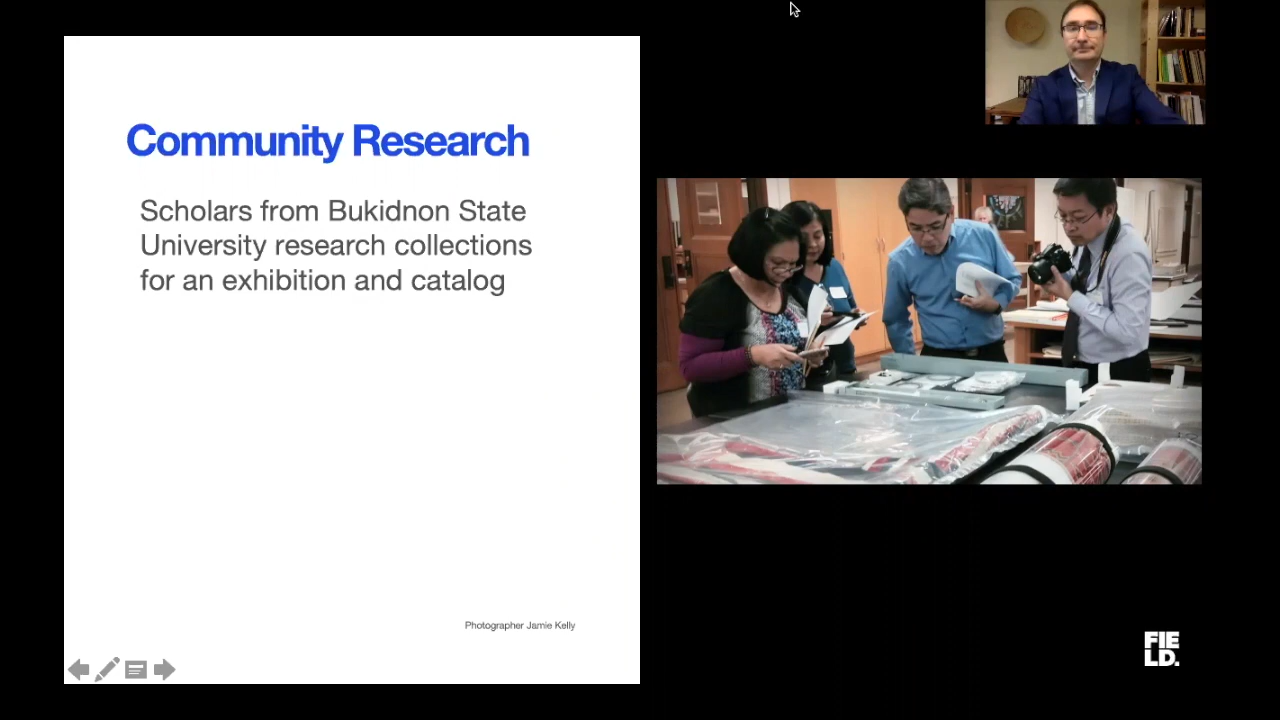 Community Research
Scholars from Bukidnon State
University research collections
for an exhibition and catalog
Photographer Jamie Kelly
FIE
LD.